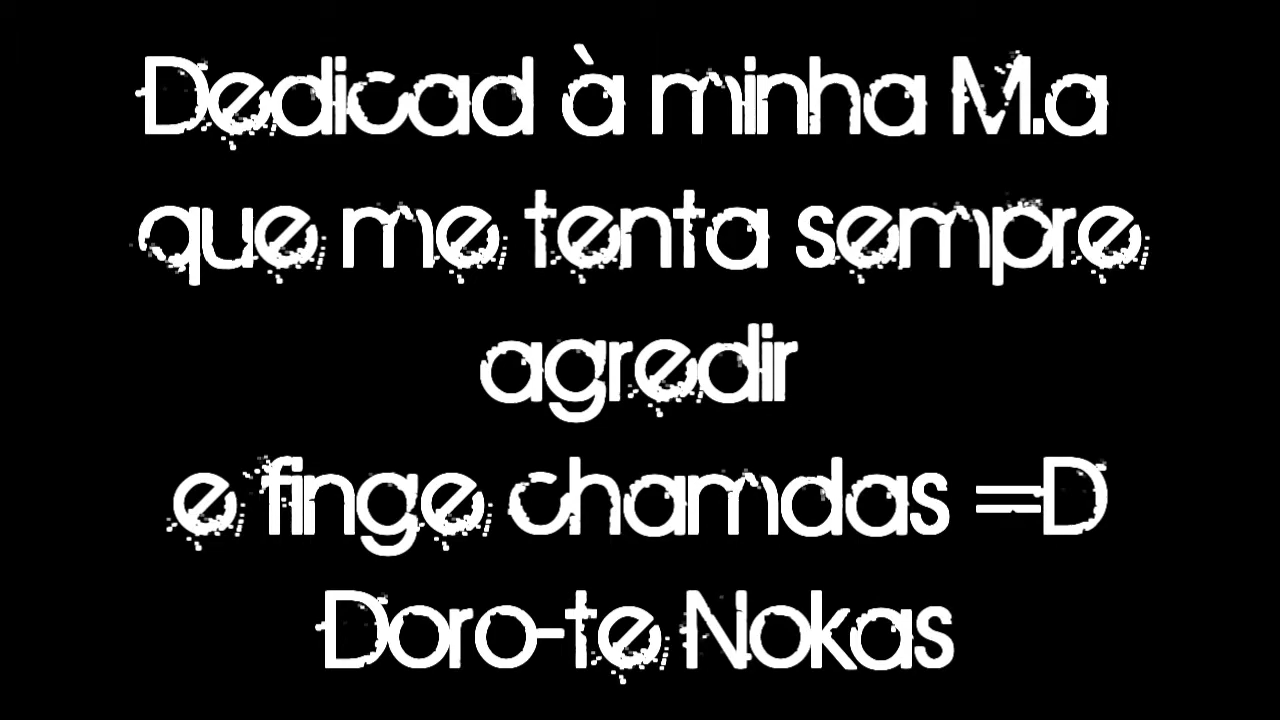 Dedicad à minha M.a
que me tenta sempre
agredir
e finge chamdas =D
Doro-te Nokas